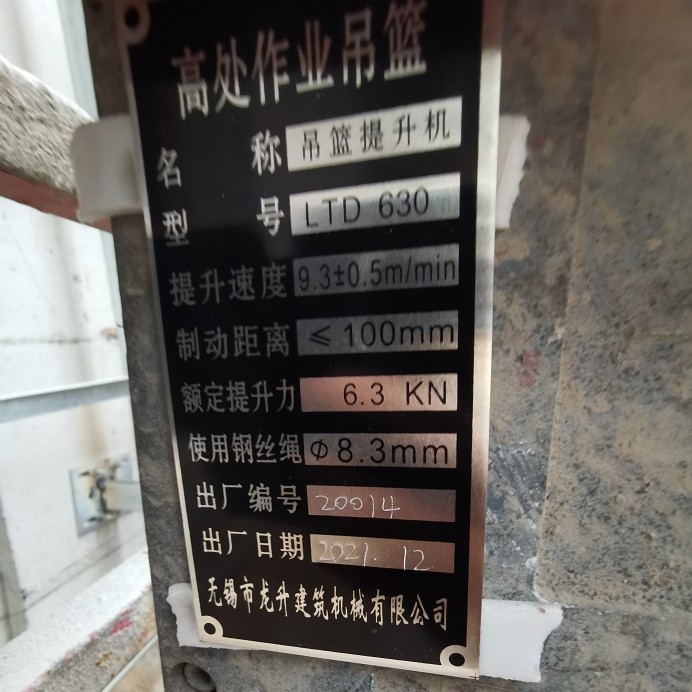 高处作业吊篮
名 称 吊篮提升机
型 号 LTD 630
提升速度 9.3±0.5m/min
制动距离 ≤100mm
额定提升力 6.3 KN
使用钢丝绳 Φ8.3mm
出厂编号 20014
出厂日期 2021.12
无锡市龙升建筑机械有限公司